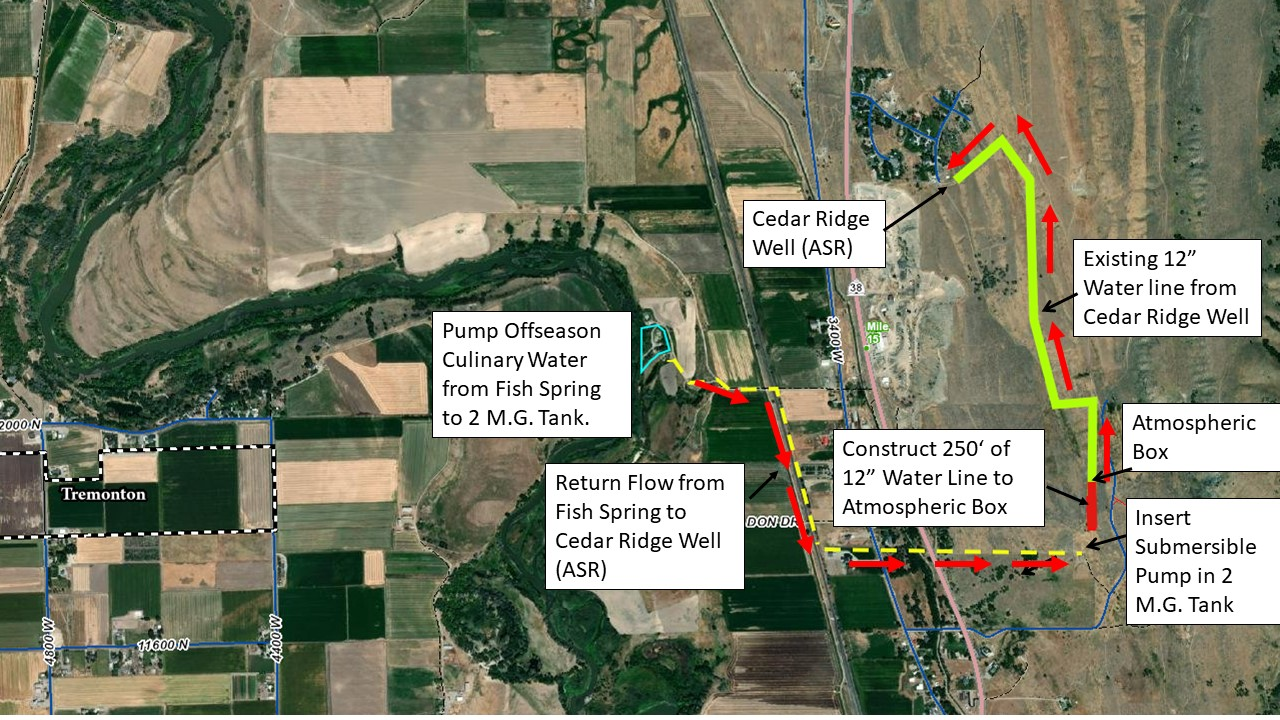 Cedar Ridge
Well (ASR)
Existing 12”
Water line from
Cedar Ridge Well
38
Mile
15
3400 W
Pump Offseason
Culinary Water
from Fish Spring
to 2 M.G. Tank.
Atmospheric
Box
2000 N
Construct 250‘ of
12” Water Line to
Atmospheric Box
Return Flow from
Fish Spring to
Cedar Ridge Well
(ASR)
Tremonton
DON DR
Insert
Submersible
Pump in 2
M.G. Tank
4800 W
11600 N
4400 W